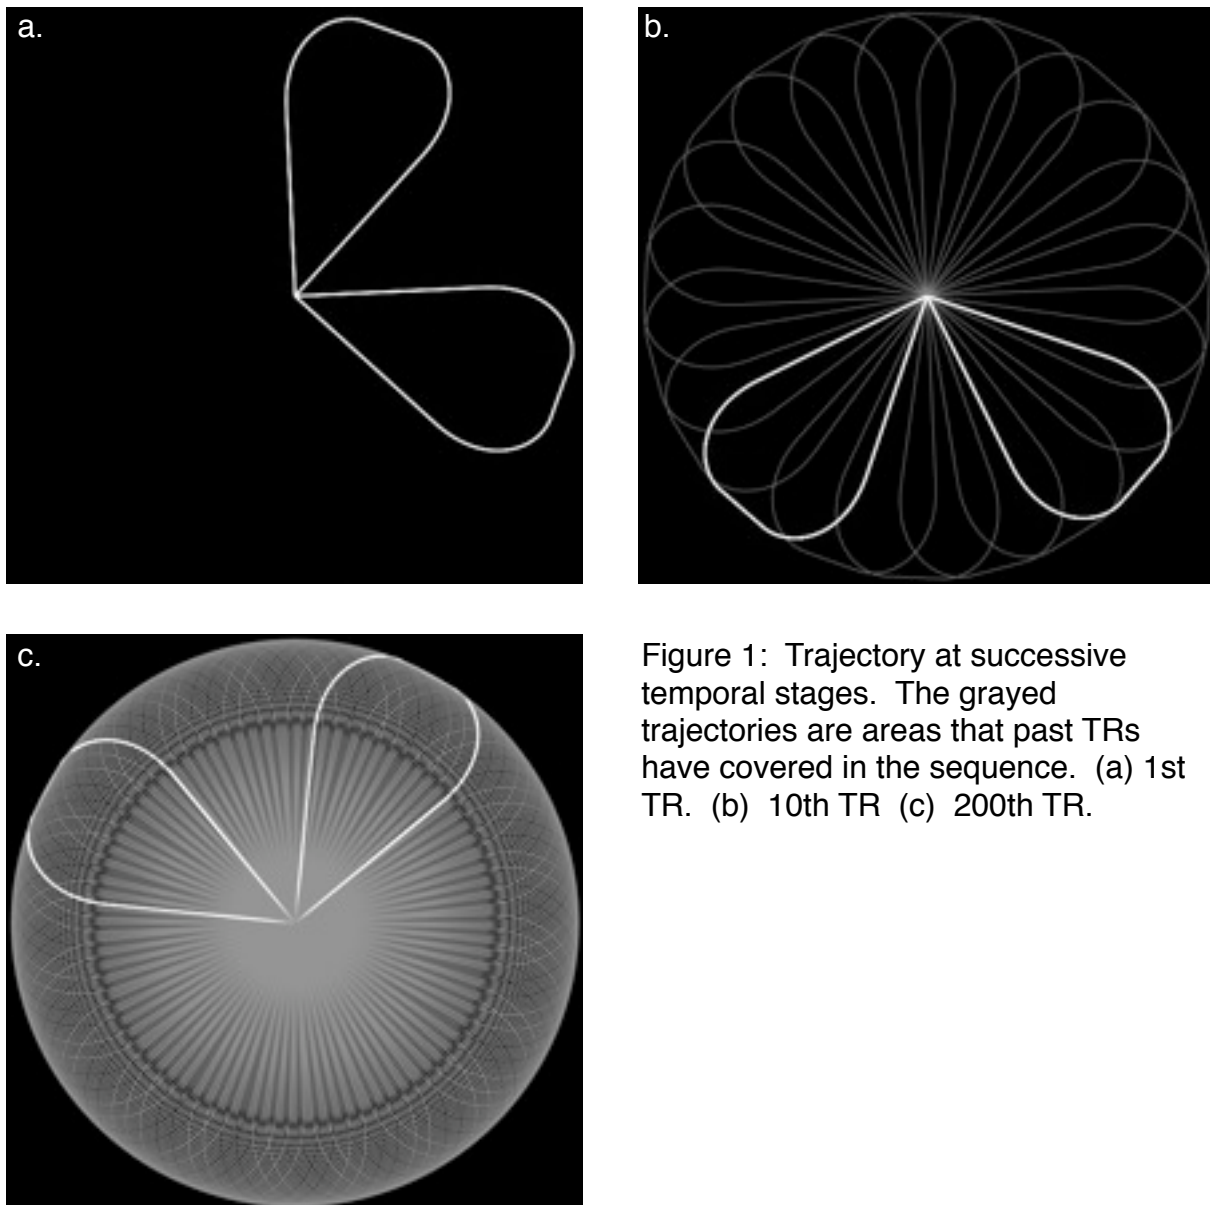 a.
b.
c.
Figure 1:  Trajectory at successive
temporal stages.  The grayed
trajectories are areas that past TRs
have covered in the sequence.  (a) 1st
TR.  (b)  10th TR  (c)  200th TR.